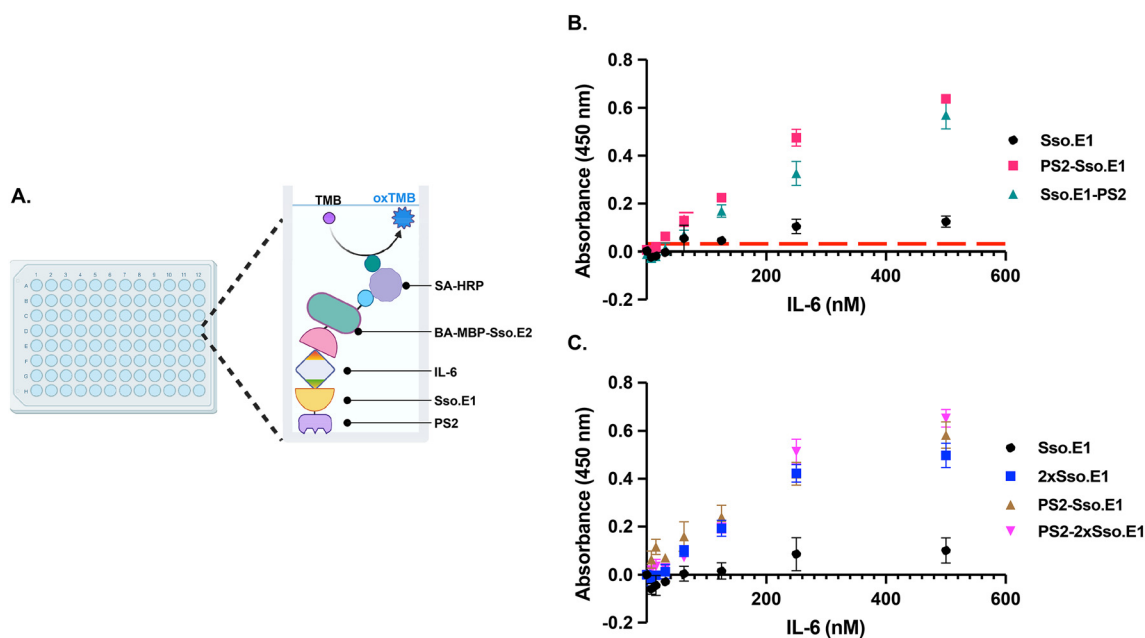 A.
1 2 3 4 5 6 7 8 9 10 11 12
A
B
C
D
E
F
G
H
TMB
oxTMB
SA-HRP
BA-MBP-Sso.E2
IL-6
Sso.E1
PS2
B.
Absorbance (450 nm)
0.8
0.6
0.4
0.2
0.0
-0.2
200
400
600
IL-6 (nM)
Sso.E1
PS2-Sso.E1
Sso.E1-PS2
C.
Absorbance (450 nm)
0.8
0.6
0.4
0.2
0.0
-0.2
200
400
600
IL-6 (nM)
Sso.E1
2xSso.E1
PS2-Sso.E1
PS2-2xSso.E1